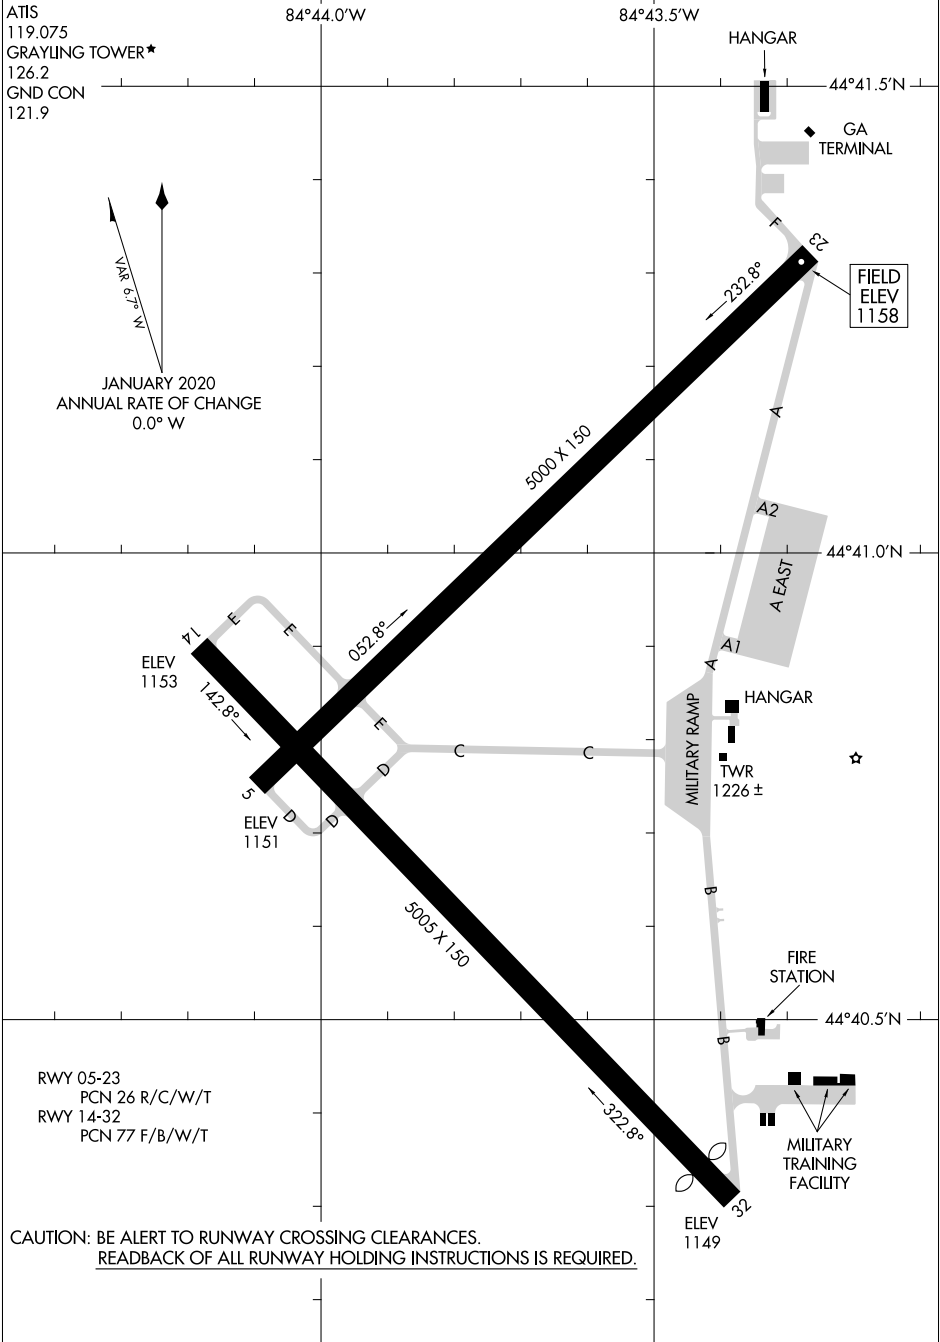 ATIS
119.075
GRAYLING TOWER★
126.2
GND CON
121.9
84°44.0'W
84°43.5'W
HANGAR
44°41.5'N
GA
TERMINAL
F
23
FIELD
ELEV
1158
232.8°
VAR 6.7° W
JANUARY 2020
ANNUAL RATE OF CHANGE
0.0° W
A
5000 X 150
A2
44°41.0'N
A EAST
E
E
052.8°
14
ELEV
1153
142.8°
A1
A
HANGAR
MILITARY RAMP
E
C
C
D
TWR
1226 ±
5
D
D
ELEV
1151
B
5005 X 150
FIRE
STATION
44°40.5'N
B
RWY 05-23
PCN 26 R/C/W/T
RWY 14-32
PCN 77 F/B/W/T
322.8°
MILITARY
TRAINING
FACILITY
32
ELEV
1149
CAUTION: BE ALERT TO RUNWAY CROSSING CLEARANCES.
READBACK OF ALL RUNWAY HOLDING INSTRUCTIONS IS REQUIRED.